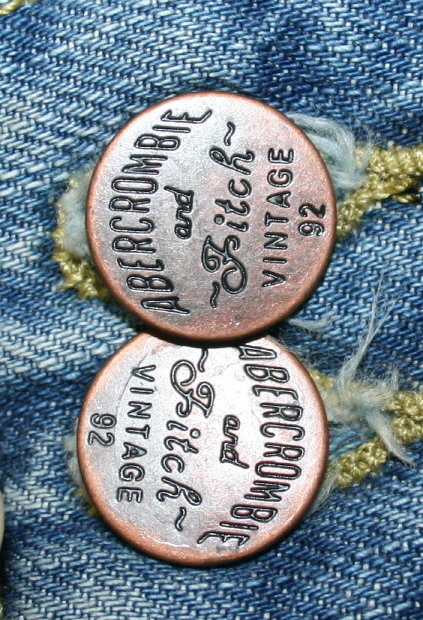 ABERCROMBIE
and
~Fitch~
VINTAGE
92
ABERCROMBIE
and
~Fitch~
VINTAGE
92